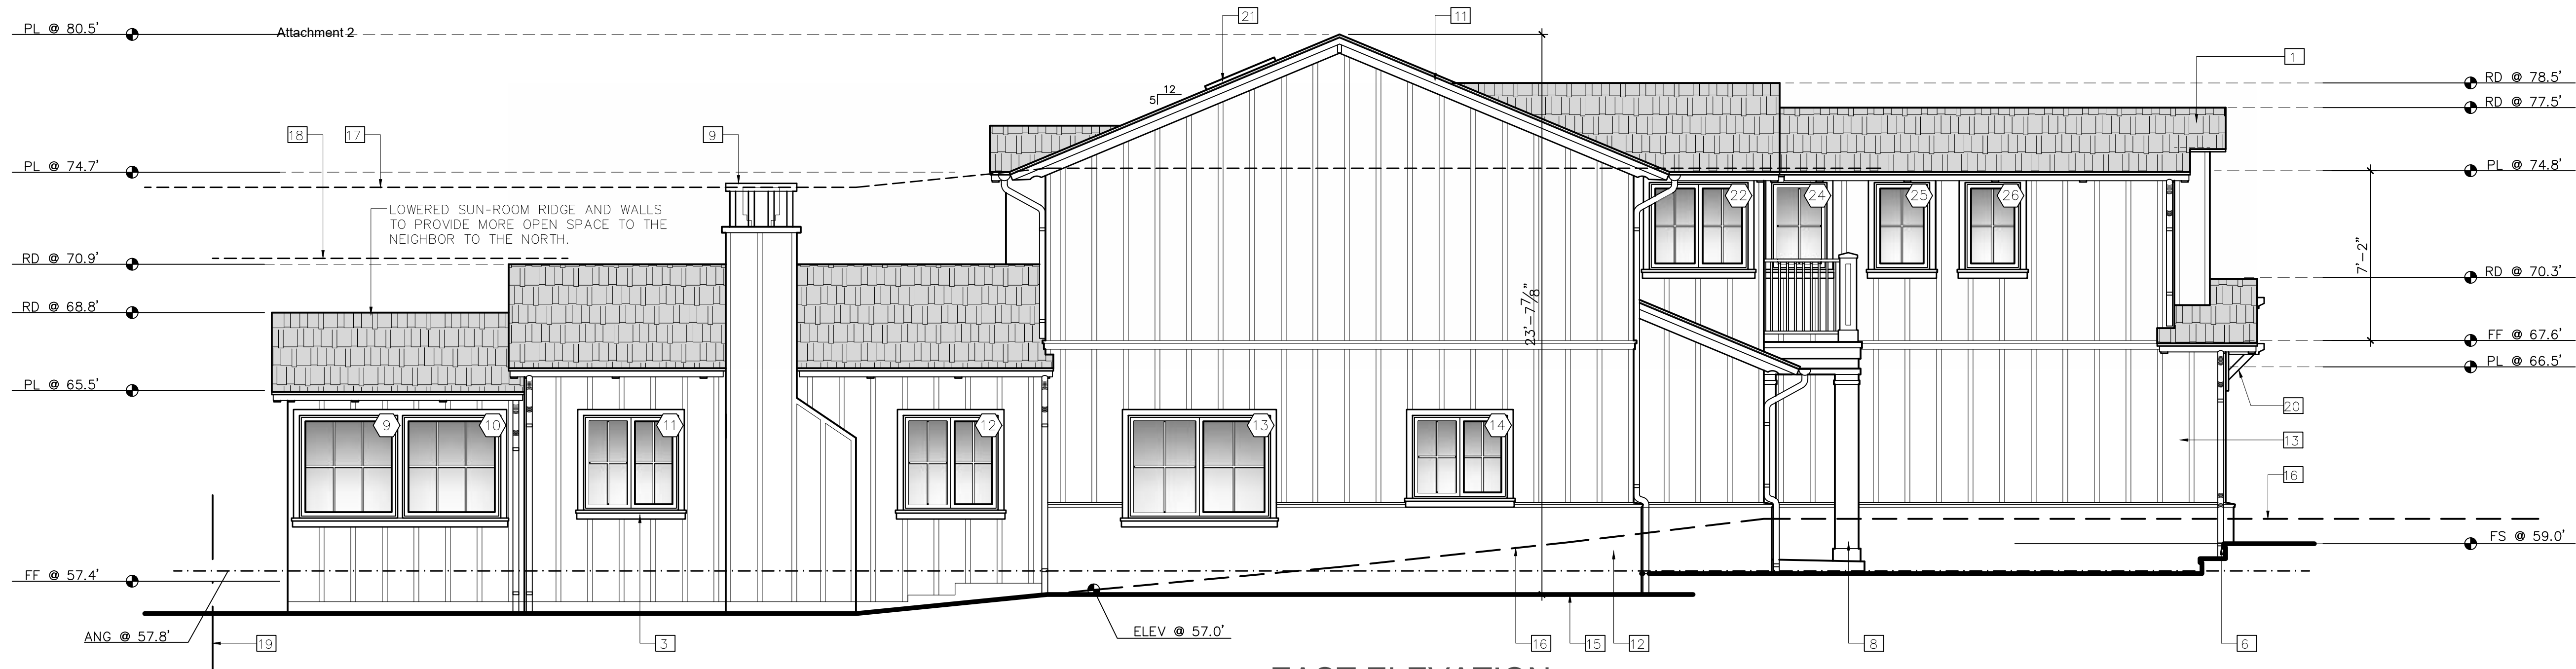 21
11
PL @ 80.5'
Attachment 2
1
RD @ 78.5'
RD @ 77.5'
12
5
18
17
9
PL @ 74.7'
PL @ 74.8'
22
24
25
26
LOWERED SUN-ROOM RIDGE AND WALLS
TO PROVIDE MORE OPEN SPACE TO THE
NEIGHBOR TO THE NORTH.
7'-2"
RD @ 70.9'
RD @ 70.3'
RD @ 68.8'
23'-7 7/8"
FF @ 67.6'
PL @ 66.5'
PL @ 65.5'
20
9
10
11
12
13
14
13
16
FS @ 59.0'
FF @ 57.4'
ANG @ 57.8'
19
3
ELEV @ 57.0'
16
15
12
8
6
EAST ELEVATION